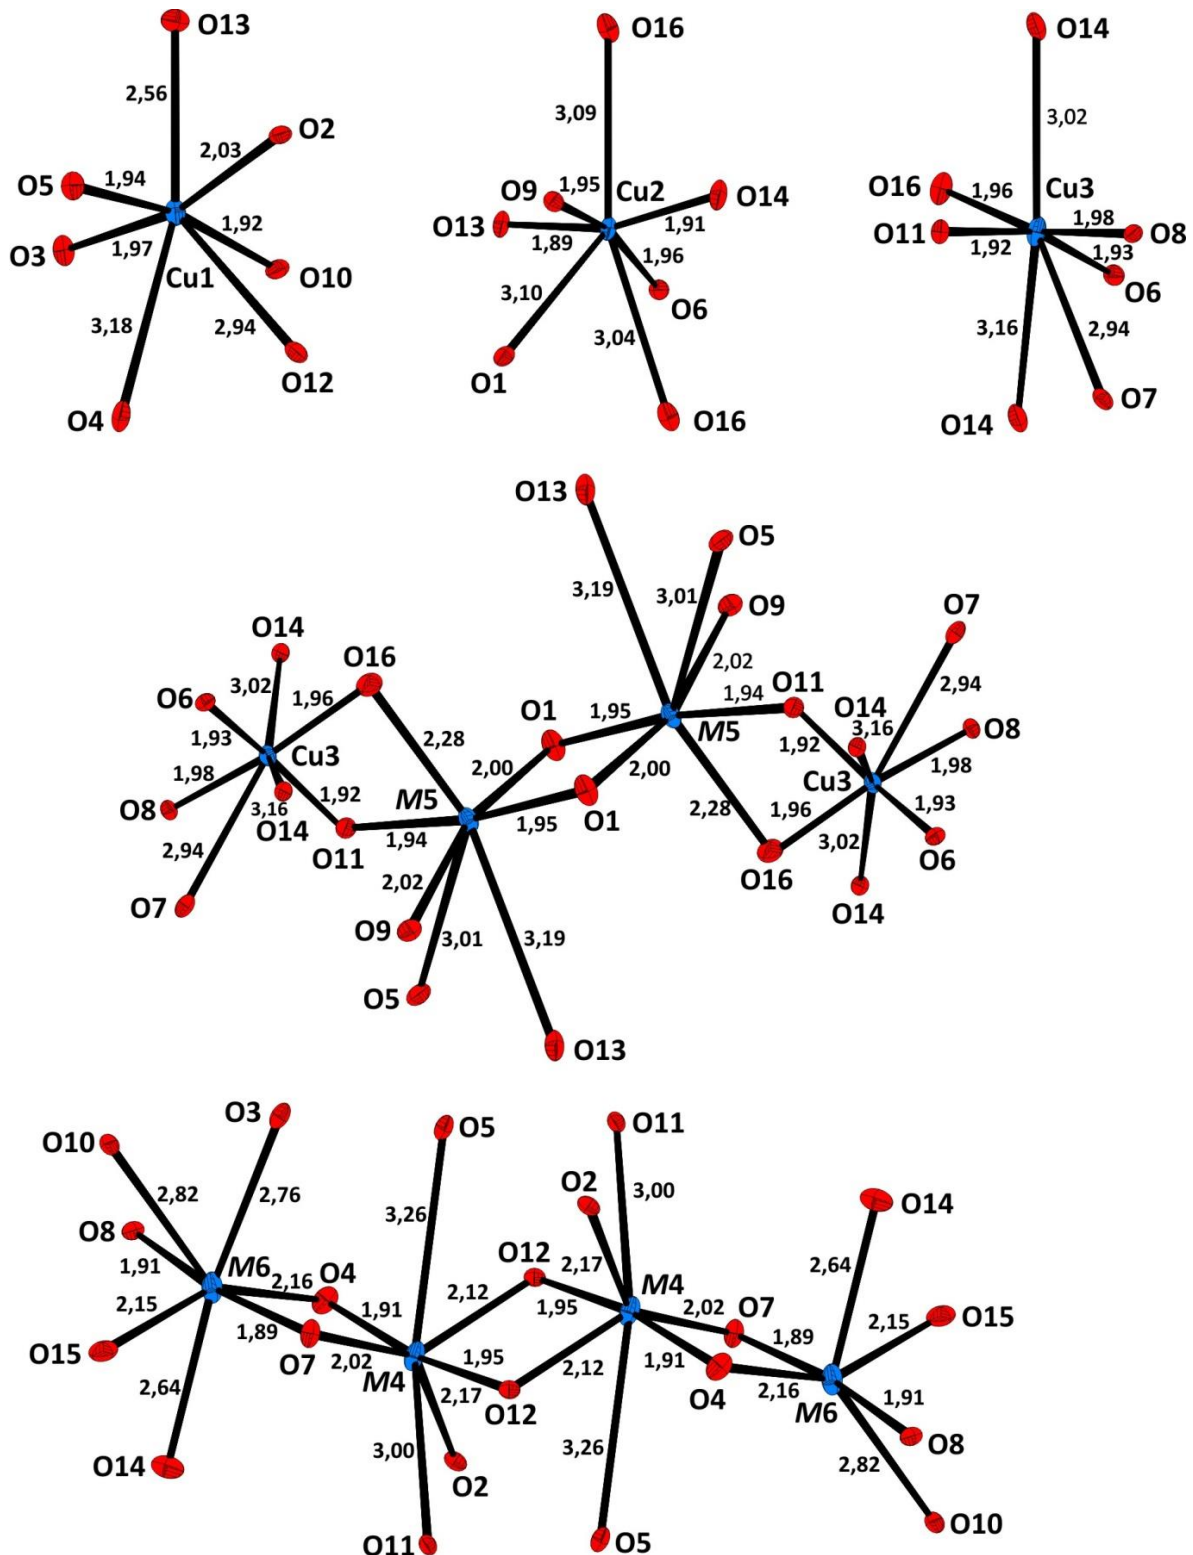 O13
2,56
O2
2,03
O5
1,94
1,92
O3
1,97
Cu1
O10
3,18
2,94
O12
O4
O16
3,09
O9
1,95
Cu2
O14
O13
1,89
1,91
1,96
O6
3,10
3,04
O1
O16
O14
3,02
O16
1,96
Cu3
1,98
O11
1,92
O8
1,93
O6
3,16
2,94
O14
O7
O13
O5
3,19
3,01
O9
O7
O14
O16
2,02
3,02
1,96
1,94
O11
2,94
O6
O1
1,95
O14
3,16
O8
1,93
2,28
M5
1,92
Cu3
2,00
2,00
Cu3
1,98
1,98
1,92
M5
2,28
1,96
1,93
O8
3,16
O14
1,95
O1
O6
2,94
O11
1,94
3,02
O16
O7
2,02
O14
O9
3,01
3,19
O5
O13
O3
O5
O11
O10
O2
2,82
2,76
3,00
O14
O8
3,26
1,91
M6
O4
O12
2,17
M4
2,64
2,16
2,12
1,95
2,02
O7
2,15
O15
2,15
1,91
1,89
1,89
O15
O7
2,02
1,95
2,12
1,91
2,16
1,91
2,64
M4
2,17
O12
O4
M6
O8
O14
3,00
O2
3,26
2,82
O11
O5
O10